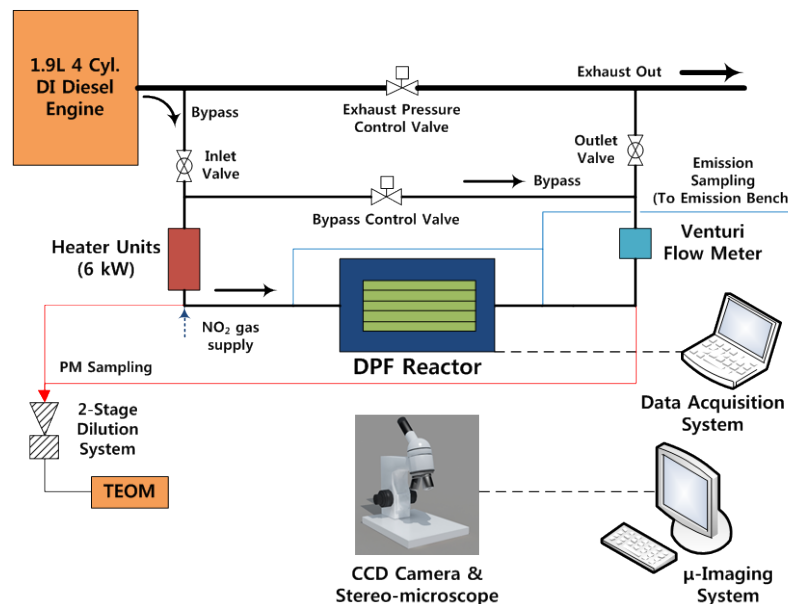 1.9L 4 Cyl.
DI Diesel
Engine
Exhaust Out
Bypass
Exhaust Pressure
Control Valve
Inlet
Valve
Outlet
Valve
Emission
Sampling
(To Emission Bench
Bypass
Bypass Control Valve
Heater Units
(6 kW)
Venturi
Flow Meter
NO₂ gas
supply
DPF Reactor
PM Sampling
2-Stage
Dilution
System
Data Acquisition
System
TEOM
CCD Camera &
Stereo-microscope
μ-Imaging
System